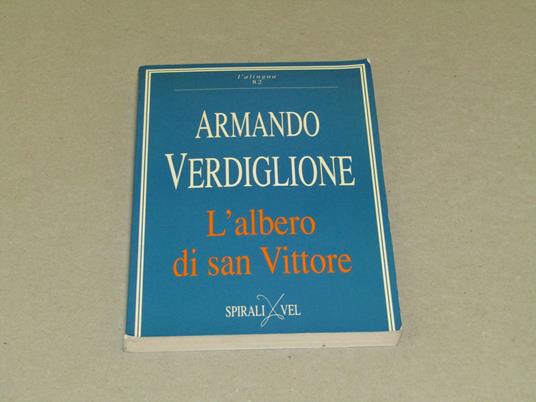 l'alingua
82
ARMANDO
VERDIGLIONE
L'albero
di san Vittore
SPIRALI VEL